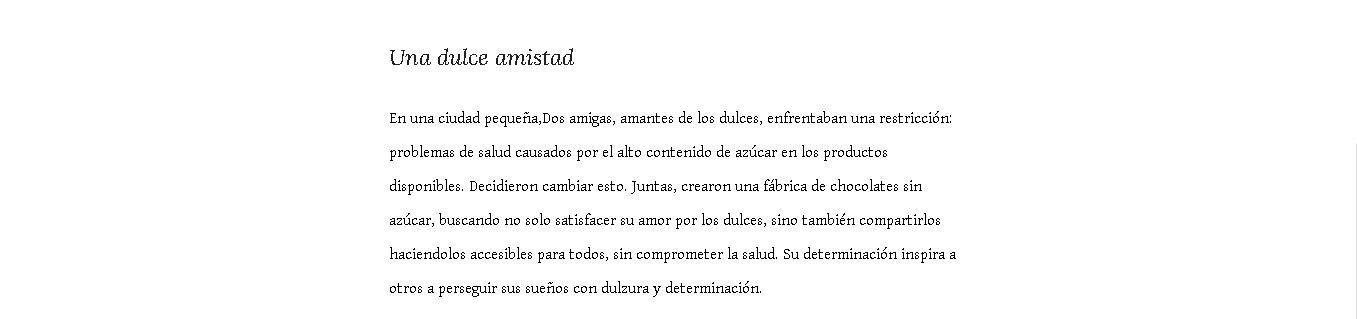 Una dulce amistad
En una ciudad pequeña,Dos amigas, amantes de los dulces, enfrentaban una restricción:
problemas de salud causados por el alto contenido de azúcar en los productos
disponibles. Decidieron cambiar esto. Juntas, crearon una fábrica de chocolates sin
azúcar, buscando no solo satisfacer su amor por los dulces, sino también compartirlos
haciendolos accesibles para todos, sin comprometer la salud. Su determinación inspira a
otros a perseguir sus sueños con dulzura y determinación.